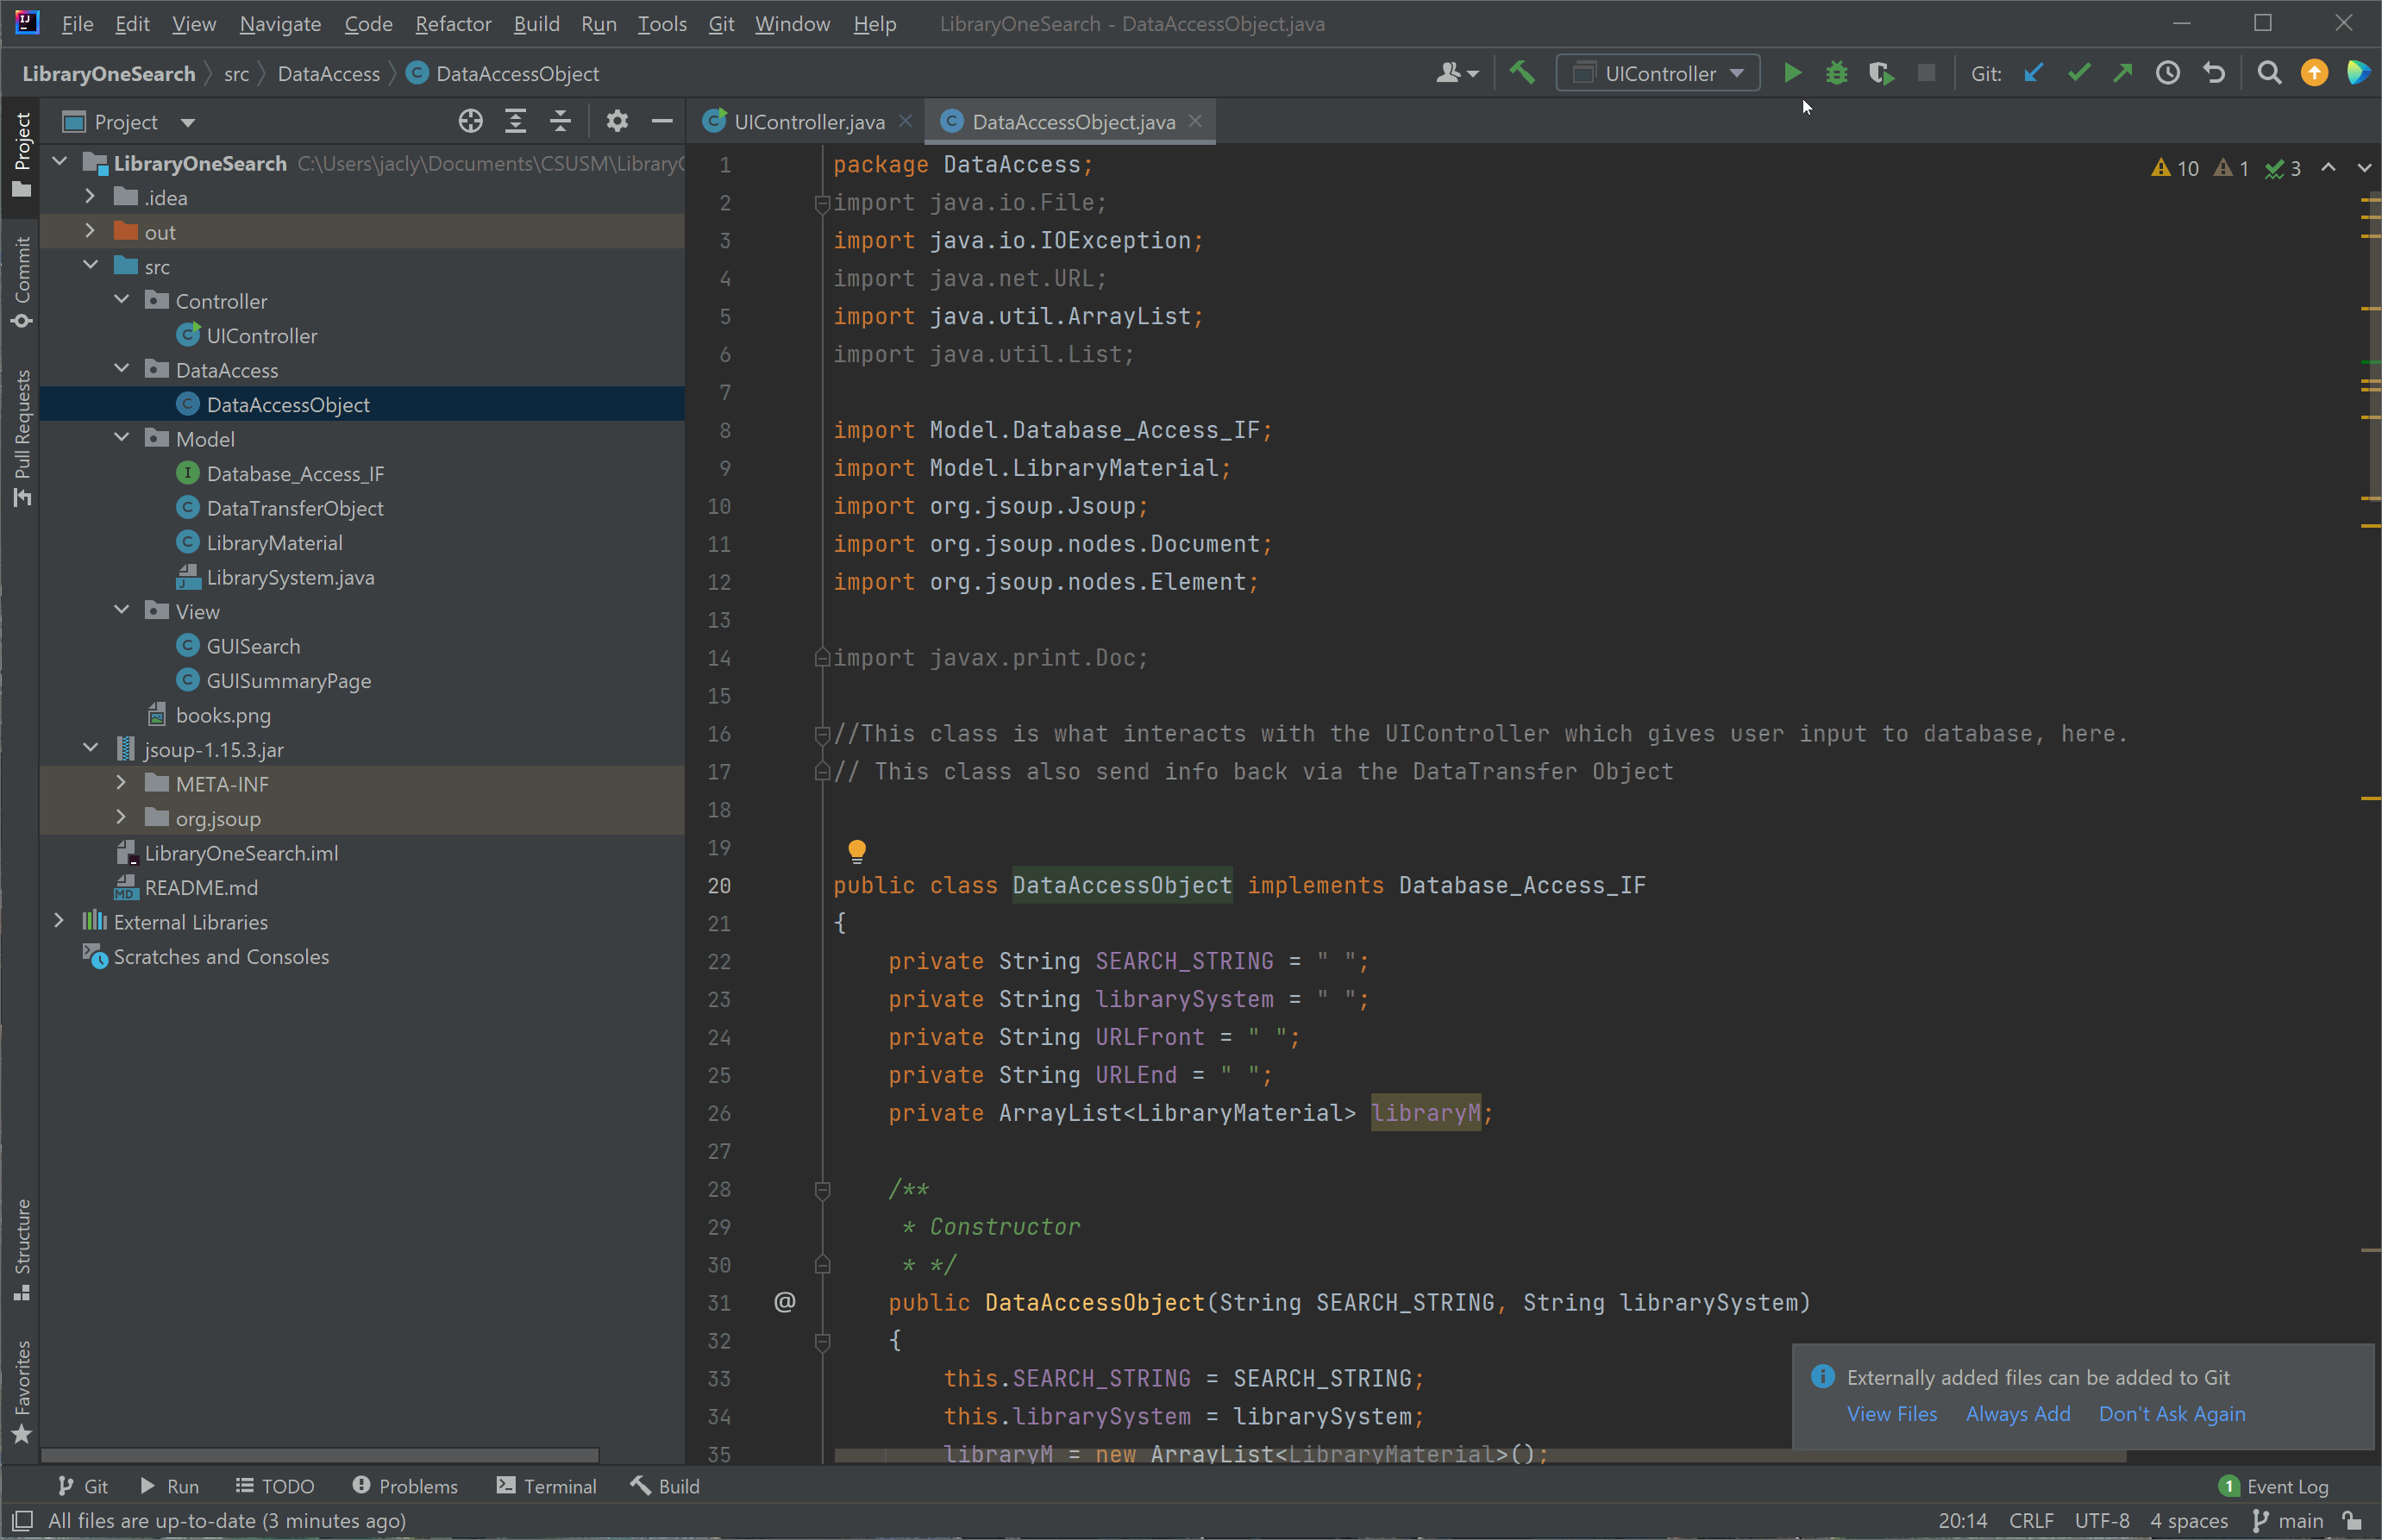 File Edit View Navigate Code Refactor Build Run Tools Git Window Help LibraryOneSearch - DataAccessObject.java
LibraryOneSearch src DataAccess DataAccessObject UIController Git:
Project
Commit
Pull Requests
Structure
Favorites
Project
LibraryOneSearch C:\Users\jacly\Documents\CSUSM\Library
.idea
out
src
Controller
UIController
DataAccess
DataAccessObject
Model
Database_Access_IF
DataTransferObject
LibraryMaterial
LibrarySystem.java
View
GUISearch
GUISummaryPage
books.png
jsoup-1.15.3.jar
META-INF
org.jsoup
LibraryOneSearch.iml
README.md
External Libraries
Scratches and Consoles
UIController.java DataAccessObject.java
10 1 3
1 package DataAccess;
2 import java.io.File;
3 import java.io.IOException;
4 import java.net.URL;
5 import java.util.ArrayList;
6 import java.util.List;
7
8 import Model.Database_Access_IF;
9 import Model.LibraryMaterial;
10 import org.jsoup.Jsoup;
11 import org.jsoup.nodes.Document;
12 import org.jsoup.nodes.Element;
13
14 import javax.print.Doc;
15
16 //This class is what interacts with the UIController which gives user input to database, here.
17 // This class also send info back via the DataTransfer Object
18
19
20 public class DataAccessObject implements Database_Access_IF
21 {
22 private String SEARCH_STRING = " ";
23 private String librarySystem = " ";
24 private String URLFront = " ";
25 private String URLEnd = " ";
26 private ArrayList<LibraryMaterial> libraryM;
27
28 /**
29 * Constructor
30 * */
31 @ public DataAccessObject(String SEARCH_STRING, String librarySystem)
32 {
33 this.SEARCH_STRING = SEARCH_STRING;
34 this.librarySystem = librarySystem;
35 libraryM = new ArrayList<LibraryMaterial>();
Externally added files can be added to Git
View Files Always Add Don't Ask Again
Git Run TODO Problems Terminal Build 1 Event Log
All files are up-to-date (3 minutes ago) 20:14 CRLF UTF-8 4 spaces main